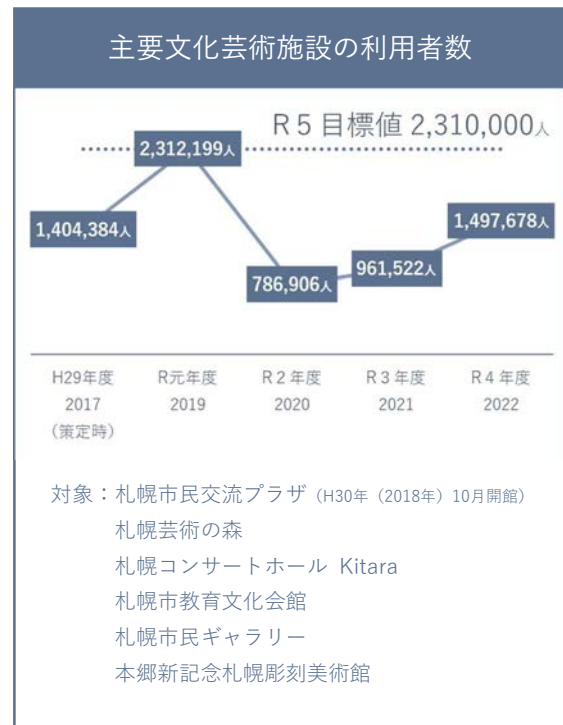 主要文化芸術施設の利用者数
R5目標値 2,310,000人
2,312,199人
1,404,384人
1,497,678人
961,522人
786,906人
H29年度 R元年度 R2年度 R3年度 R4年度
2017 2019 2020 2021 2022
(策定時)
対象:札幌市民交流プラザ(H30年(2018年)10月開館)
札幌芸術の森
札幌コンサートホール Kitara
札幌市教育文化会館
札幌市民ギャラリー
本郷新記念札幌彫刻美術館